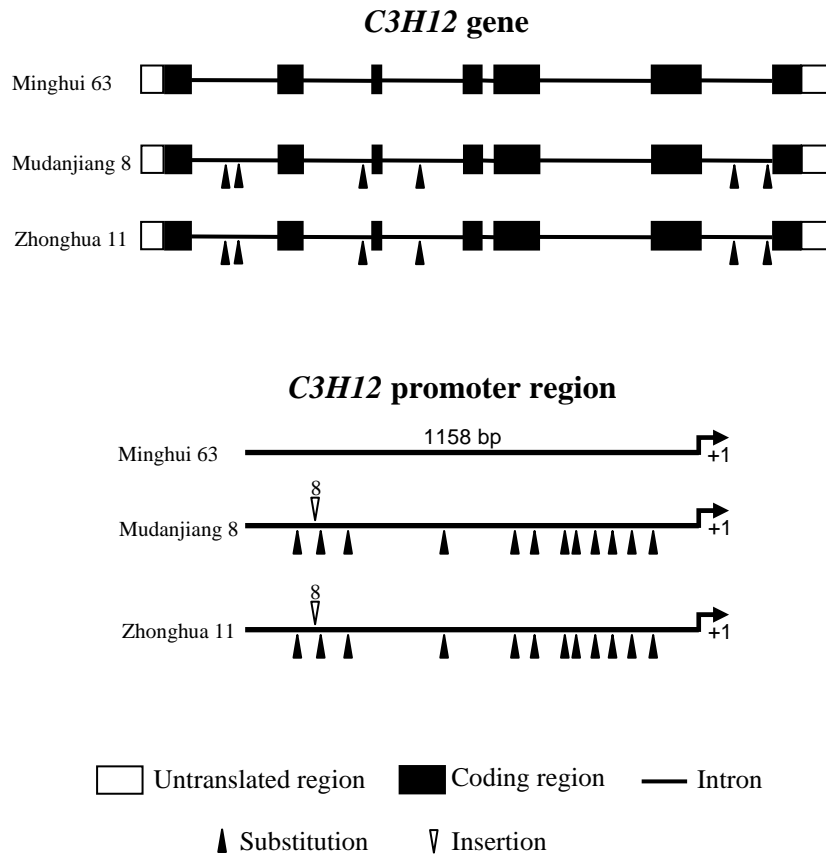 C3H12 gene
Minghui 63
Mudanjiang 8
Zhonghua 11
C3H12 promoter region
1158 bp
Minghui 63
+1
8
Mudanjiang 8
+1
8
Zhonghua 11
+1
Untranslated region
Coding region
Intron
Substitution
Insertion